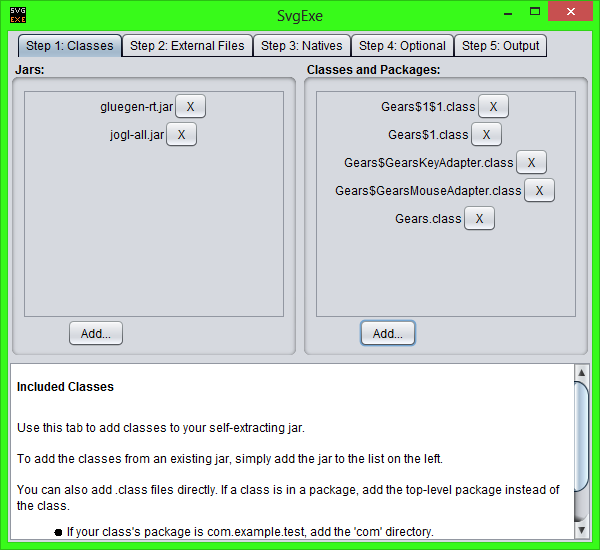 SVG
EXE
SvgExe
Step 1: Classes
Step 2: External Files
Step 3: Natives
Step 4: Optional
Step 5: Output
Jars:
gluegen-rt.jar X
jogl-all.jar X
Add...
Classes and Packages:
Gears$1$1.class X
Gears$1.class X
Gears$GearsKeyAdapter.class X
Gears$GearsMouseAdapter.class X
Gears.class X
Add...
Included Classes
Use this tab to add classes to your self-extracting jar.
To add the classes from an existing jar, simply add the jar to the list on the left.
You can also add .class files directly. If a class is in a package, add the top-level package instead of
the class.
● If your class's package is com.example.test, add the 'com' directory.